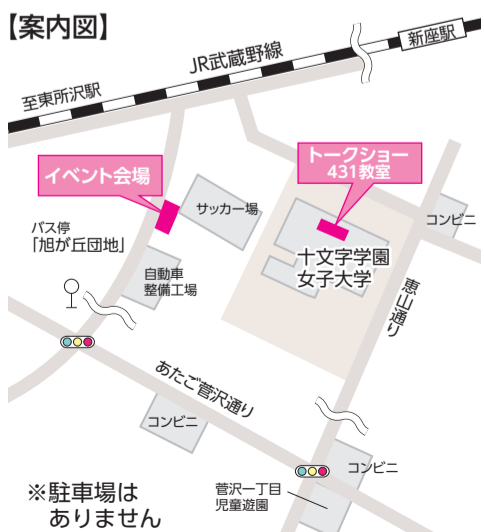 【案内図】
新座駅
JR武蔵野線
至東所沢駅
トークショー
431教室
イベント会場
サッカー場
コンビニ
バス停
「旭が丘団地」
十文字学園
女子大学
自動車
整備工場
恵山通り
あたご菅沢通り
コンビニ
コンビニ
菅沢一丁目
児童遊園
※駐車場は
ありません